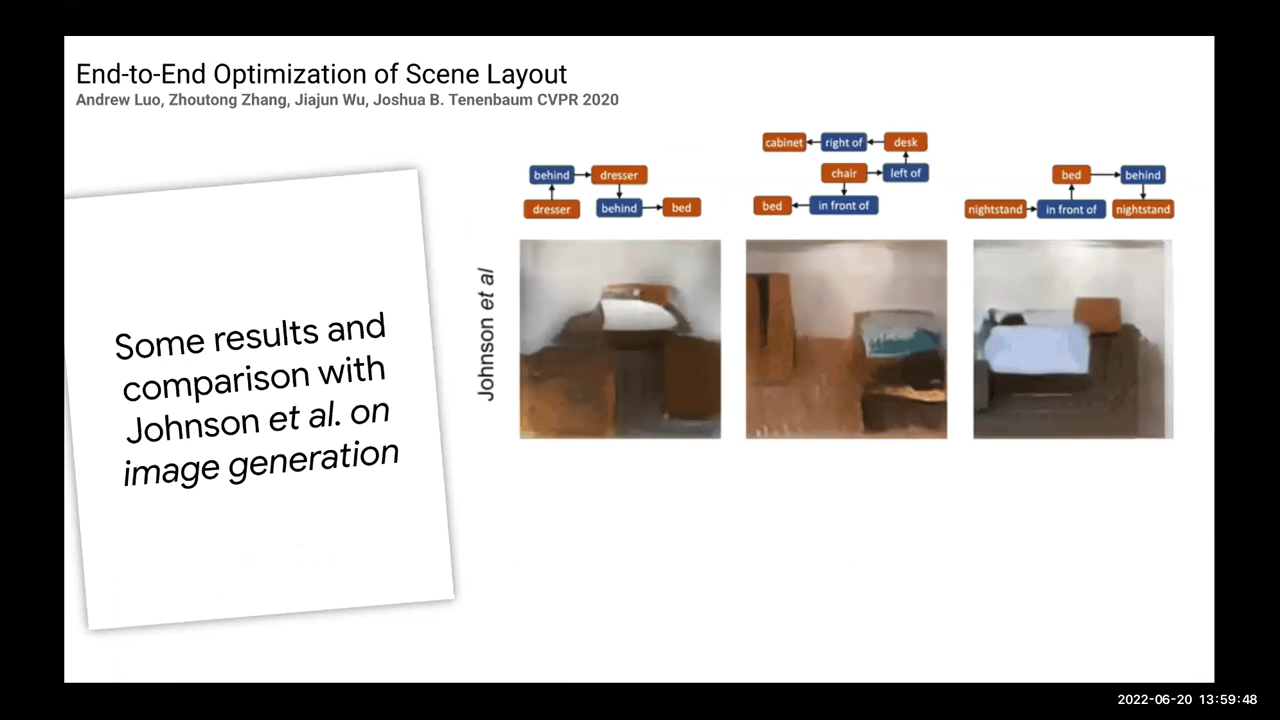 End-to-End Optimization of Scene Layout
Andrew Luo, Zhoutong Zhang, Jiajun Wu, Joshua B. Tenenbaum CVPR 2020
Some results and
comparison with
Johnson et al. on
image generation
Johnson et al
behind
dresser
dresser
behind
bed
cabinet
right of
desk
chair
left of
bed
in front of
bed
behind
nightstand
in front of
nightstand
2022-06-20 13:59:48